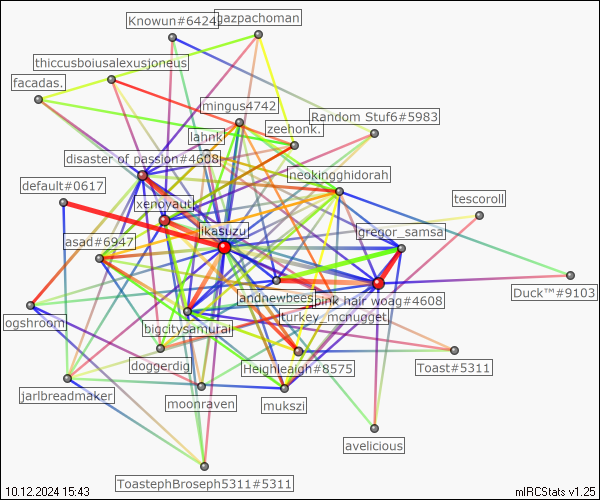 Knowun#6424
gazpachoman
thiccusboiusalexusjoneus
facadas.
mingus4742
Random Stuf6#5983
zeehonk.
lahnk
disaster of passion#4608
neokingghidorah
default#0617
tescoroll
xenoyautl
ikasuzu
gregor_samsa
asad#6947
Duck™#9103
andnewbees
pink hair woag#4608
turkey_mcnugget.
ogshroom
bigcitysamurai
doggerdig
Heighleaigh#8575
Toast#5311
jarlbreadmaker
moonraven
mukszi
avelicious
ToastephBroseph5311#5311
10.12.2024 15:43
mIRCStats v1.25